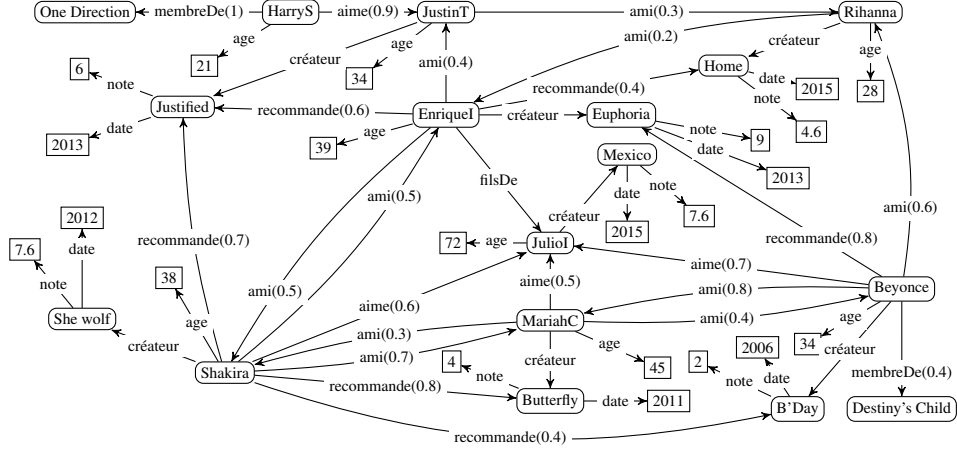 One Direction membreDe(1) HarryS aime(0.9) JustinT ami(0.3) Rihanna
age créateur age ami(0.4) ami(0.2) créateur age
6 21 34 Home 28
note date 2015
Justified recommande(0.6) EnriqueI recommande(0.4) créateur Euphoria note 4.6
date age note 9
2013 39 date 2013
Mexico
filsDe date note
ami(0.5) créateur 7.6
2012 recommande(0.7) 2015 recommande(0.8) ami(0.6)
7.6 date 72 age JulioI
note 38 aime(0.7)
ami(0.5) aime(0.6) aime(0.5) ami(0.8) Beyonce
She wolf age MariahC ami(0.4) age
créateur ami(0.3) 34 créateur
Shakira ami(0.7) créateur age 2006
4 45 2 membreDe(0.4)
recommande(0.8) note note date
Butterfly date 2011 B'Day Destiny's Child
recommande(0.4)